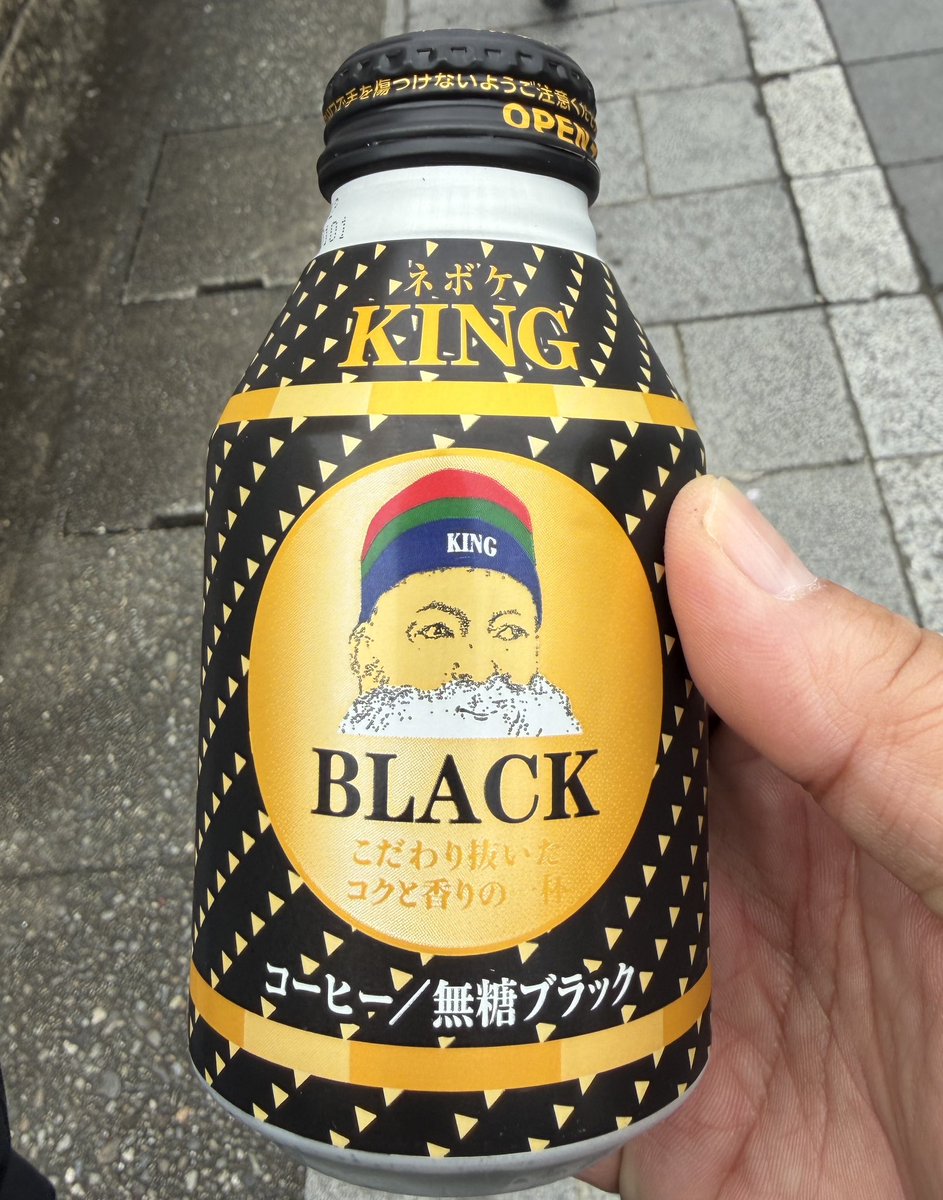 手を傷つけないようご注意くだ
OPEN
ネボケ
KING
KING
BLACK
こだわり抜いた
コクと香りの一杯
コーヒー／無糖ブラック